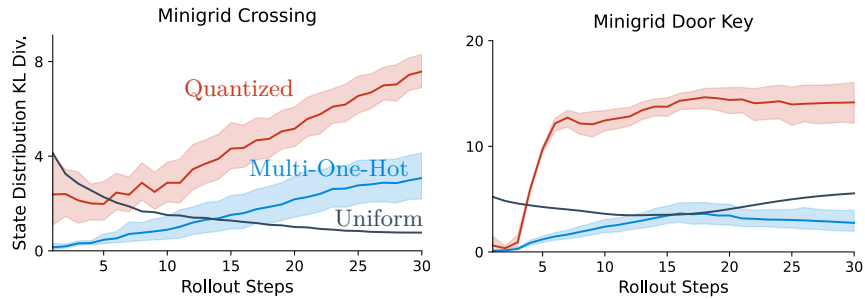 Minigrid Crossing
State Distribution KL Div.
8
4
0
Quantized
Multi-One-Hot
Uniform
5 10 15 20 25 30
Rollout Steps
Minigrid Door Key
20
10
0
5 10 15 20 25 30
Rollout Steps